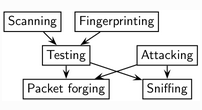 Scanning Fingerprinting
Testing Attacking
Packet forging Sniffing